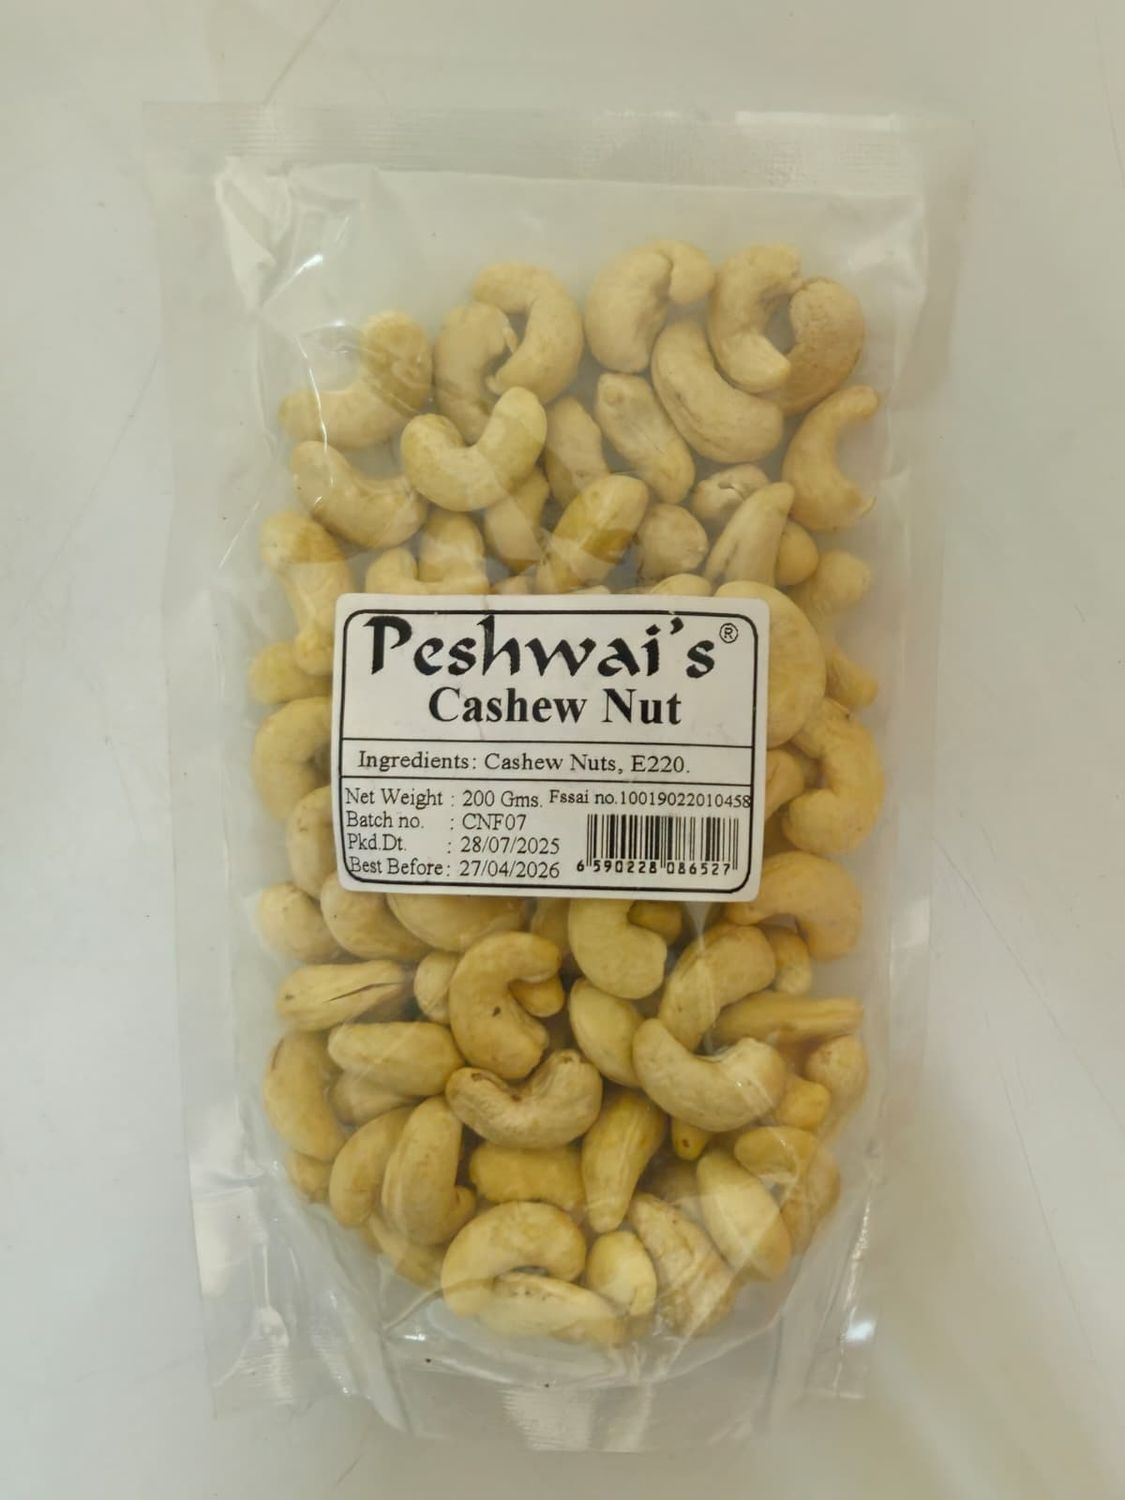 Peshwai's®
Cashew Nut
Ingredients: Cashew Nuts, E220.
Net Weight : 200 Gms. Fssai no.10019022010458
Batch no. : CNF07
Pkd.Dt. : 28/07/2025
Best Before : 27/04/2026
6 590228 086527